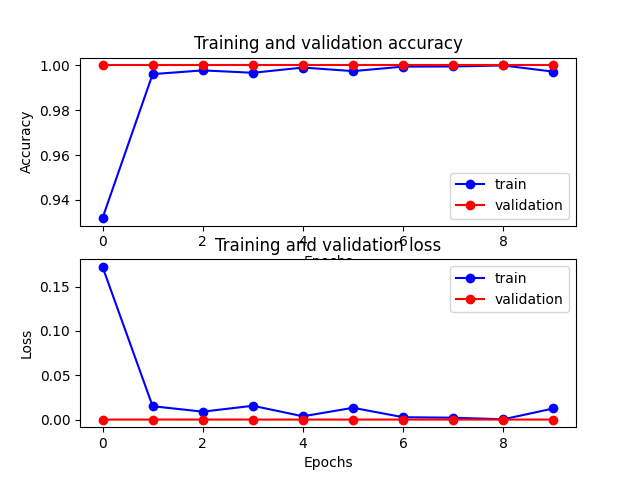 Training and validation accuracy
Accuracy
1.00
0.98
0.96
0.94
train
validation
0 2 4 6 8
Epochs
Training and validation loss
Loss
0.15
0.10
0.05
0.00
train
validation
0 2 4 6 8
Epochs